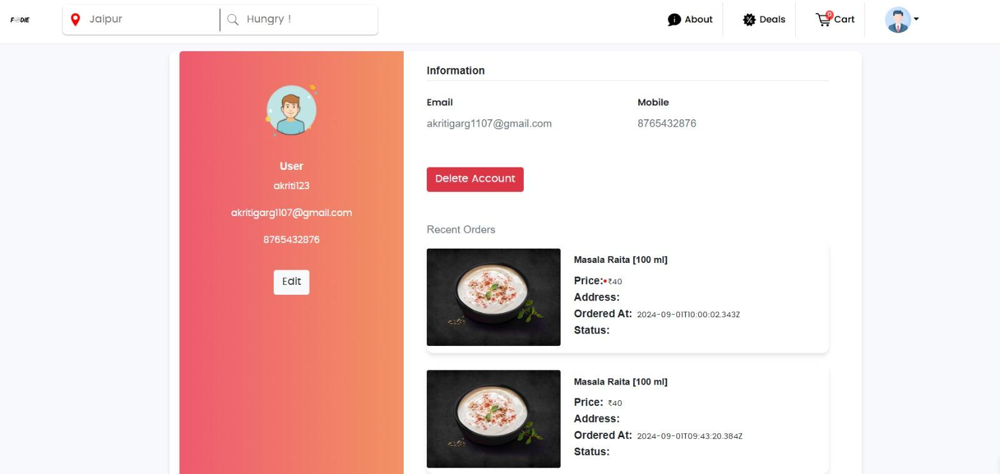 FOODIE
Jaipur
Hungry !
About
Deals
0
Cart
User
akriti123
akritigarg1107@gmail.com
8765432876
Edit
Information
Email
Mobile
akritigarg1107@gmail.com
8765432876
Delete Account
Recent Orders
Masala Raita [100 ml]
Price: ₹40
Address:
Ordered At: 2024-09-01T10:00:02.343Z
Status:
Masala Raita [100 ml]
Price: ₹40
Address:
Ordered At: 2024-09-01T09:43:20.384Z
Status: